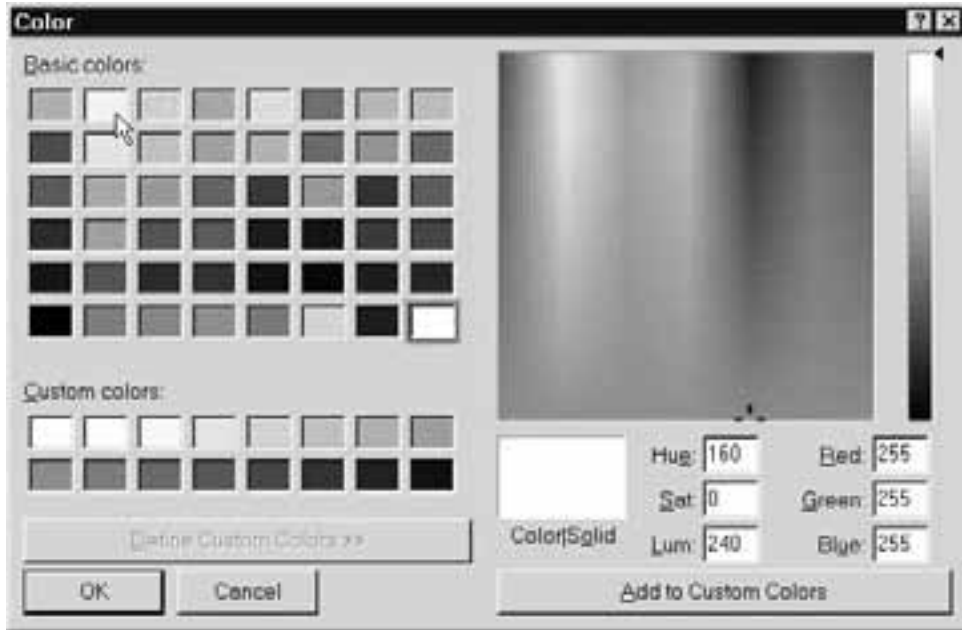 Color
Basic colors:
Custom colors:
Define Custom Colors >>
OK
Cancel
Color|Solid
Hue: 160
Sat: 0
Lum: 240
Red: 255
Green: 255
Blue: 255
Add to Custom Colors